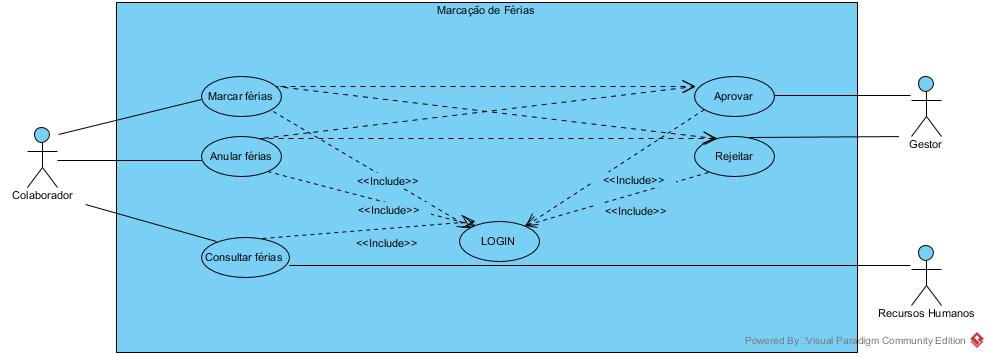 Marcação de Férias
Marcar férias
Aprovar
Anular férias
Rejeitar
Gestor
Colaborador
<<Include>>
<<Include>>
<<Include>>
<<Include>>
LOGIN
<<Include>>
Consultar férias
Recursos Humanos
Powered By Visual Paradigm Community Edition